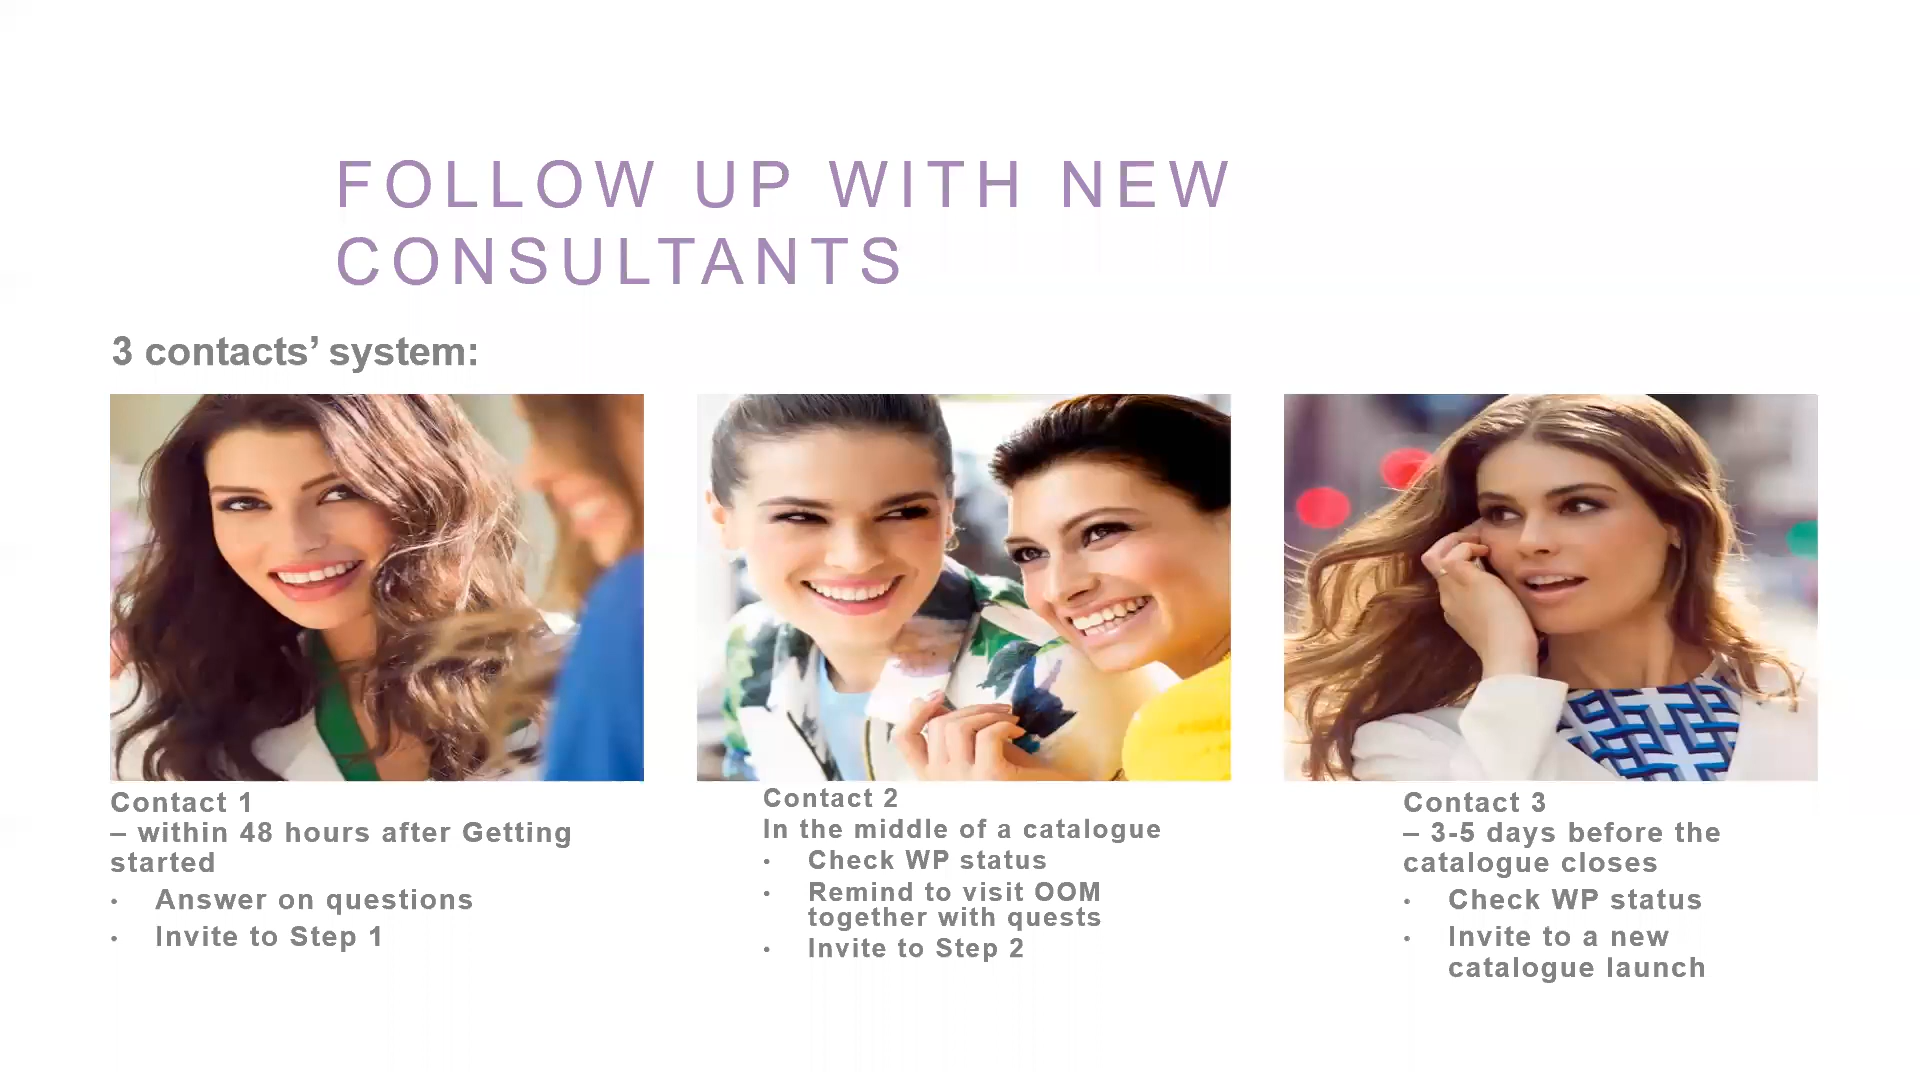 FOLLOW UP WITH NEW
CONSULTANTS
3 contacts’ system:
Contact 1
– within 48 hours after Getting
started
• Answer on questions
• Invite to Step 1
Contact 2
In the middle of a catalogue
• Check WP status
• Remind to visit OOM
together with quests
• Invite to Step 2
Contact 3
– 3-5 days before the
catalogue closes
• Check WP status
• Invite to a new
catalogue launch